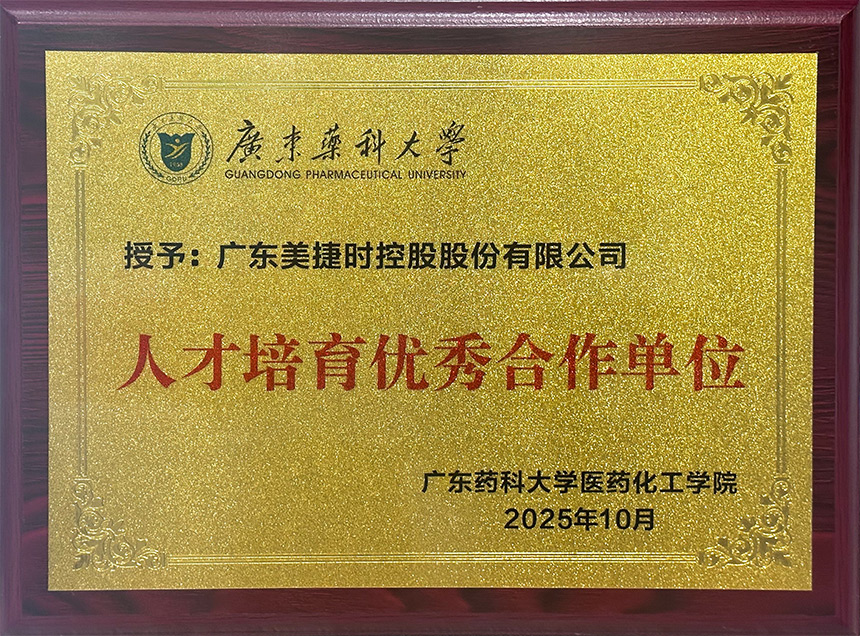 廣東藥科大學
GUANGDONG PHARMACEUTICAL UNIVERSITY
GDPU
授予：广东美捷时控股股份有限公司
人才培育优秀合作单位
广东药科大学医药化工学院
2025年10月